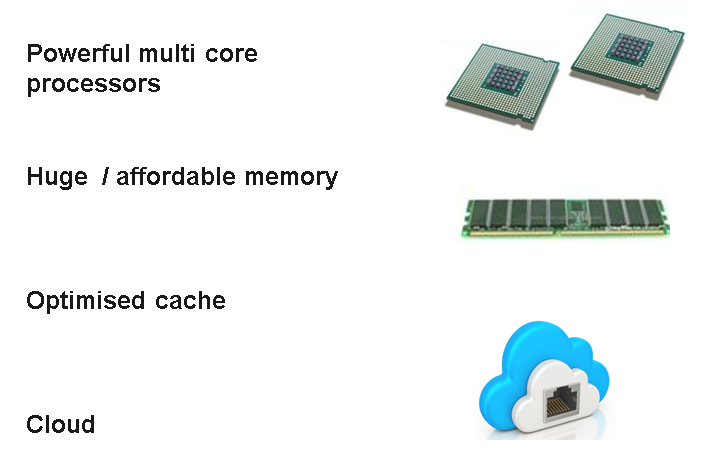 Powerful multi core
processors
Huge / affordable memory
Optimised cache
Cloud